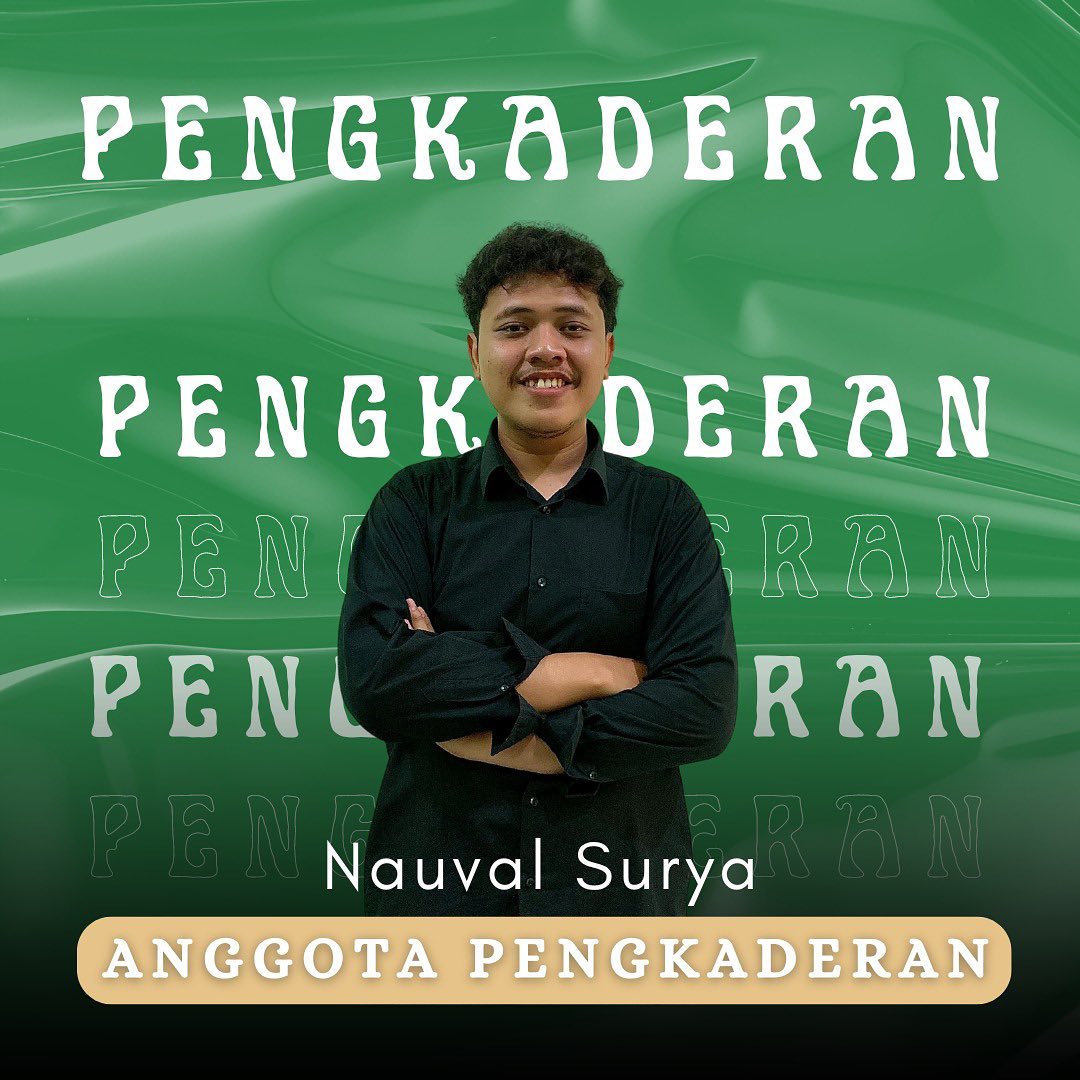 PENGKADERAN
PENGK DERAN
PEN ERAN
PENG RAN
PENG ERAN
Nauval Surya
ANGGOTA PENGKADERAN